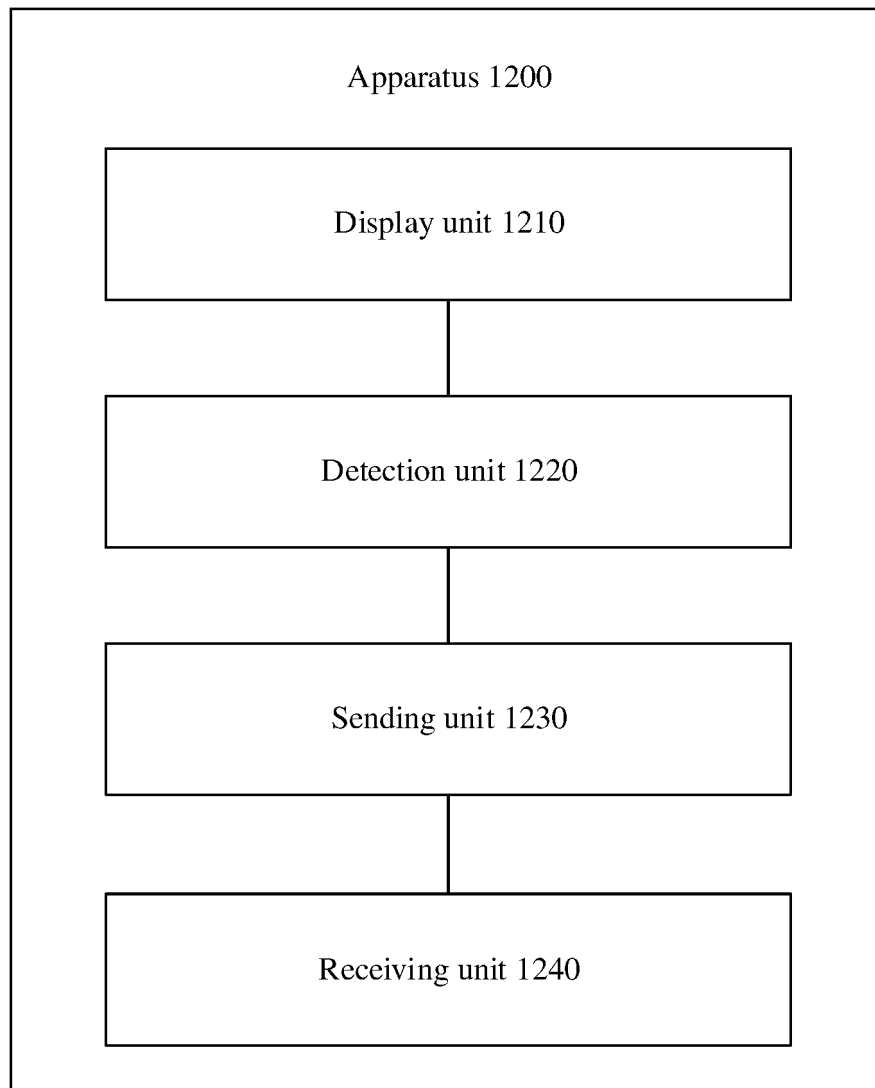 Apparatus 1200
Display unit 1210
Detection unit 1220
Sending unit 1230
Receiving unit 1240